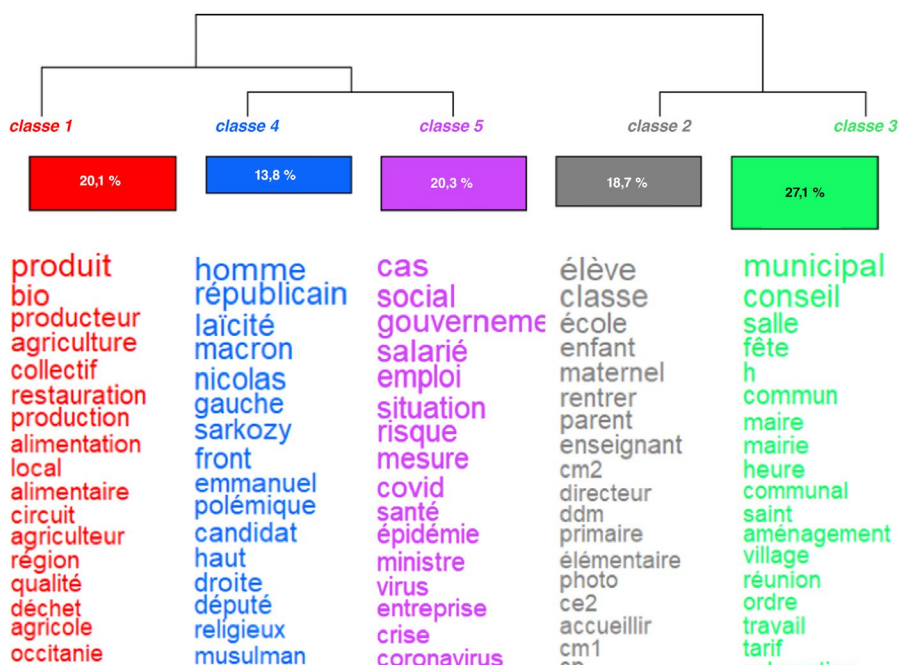 classe 1
classe 4
classe 5
classe 2
classe 3
20,1 %
13,8 %
20,3 %
18,7 %
27,1 %
produit
bio
producteur
agriculture
collectif
restauration
production
alimentation
local
alimentaire
circuit
agriculteur
région
qualité
déchet
agricole
occitanie
homme
républicain
laïcité
macron
nicolas
gauche
sarkozy
front
emmanuel
polémique
candidat
haut
droite
député
religieux
musulman
cas
social
gouverneme
salarié
emploi
situation
risque
mesure
covid
santé
épidémie
ministre
virus
entreprise
crise
coronavirus
élève
classe
école
enfant
maternel
rentrer
parent
enseignant
cm2
directeur
ddm
primaire
élémentaire
photo
ce2
accueillir
cm1
municipal
conseil
salle
fête
h
commun
maire
mairie
heure
communal
saint
aménagement
village
réunion
ordre
travail
tarif